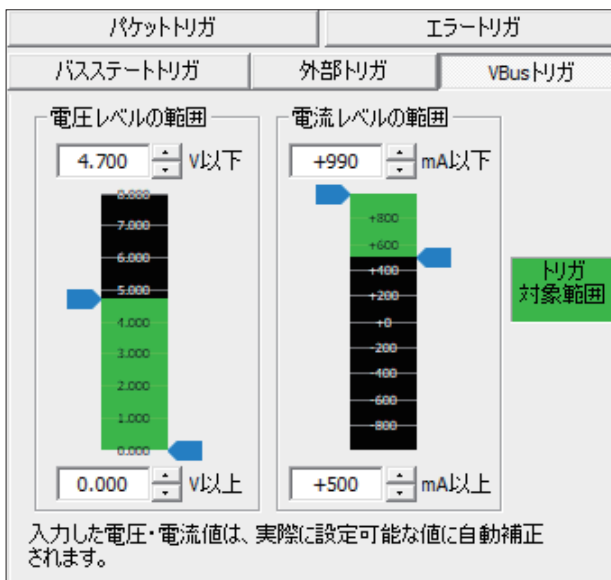 パケットトリガ
エラートリガ
バスステートトリガ
外部トリガ
VBusトリガ
電圧レベルの範囲
4.700 V以下
8.000
7.000
6.000
5.000
4.000
3.000
2.000
1.000
0.000
0.000 V以上
電流レベルの範囲
+990 mA以下
+800
+600
+400
+200
+0
-200
-400
-600
-800
+500 mA以上
トリガ
対象範囲
入力した電圧・電流値は、実際に設定可能な値に自動補正
されます。